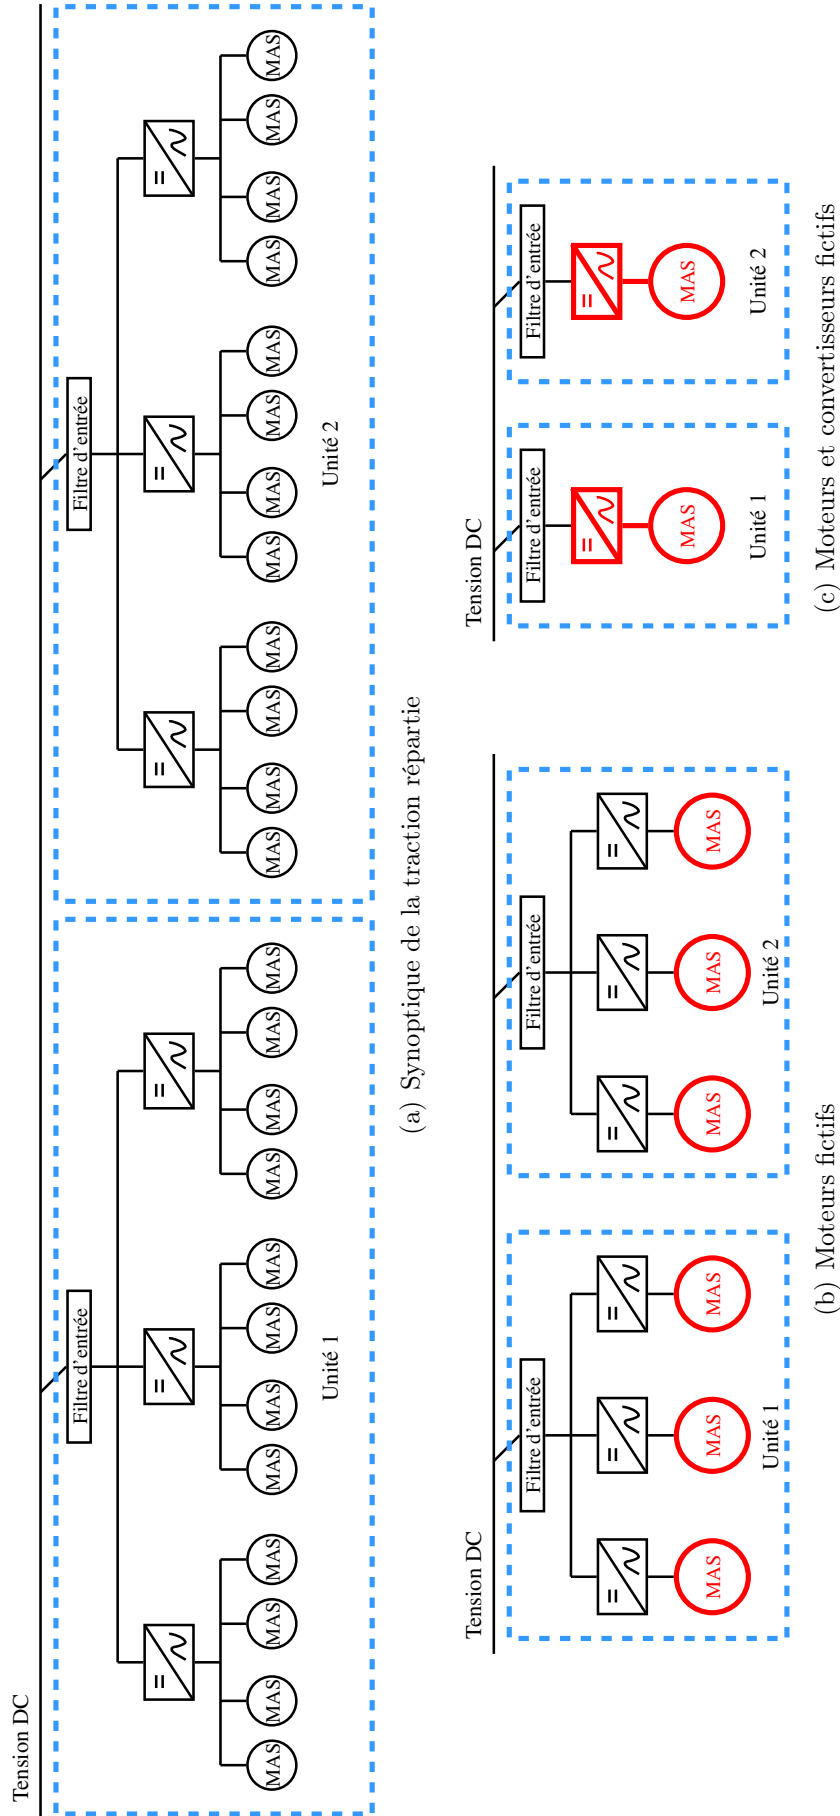 Tension DC
Filtre d'entrée
Filtre d'entrée
MAS MAS MAS MAS MAS MAS MAS MAS MAS MAS MAS MAS
MAS MAS MAS MAS MAS MAS MAS MAS MAS MAS MAS MAS
Unité 1
Unité 2
(a) Synoptique de la traction répartie
Tension DC
Filtre d'entrée
Filtre d'entrée
MAS MAS MAS
MAS MAS MAS
Unité 1
Unité 2
(b) Moteurs fictifs
Tension DC
Filtre d'entrée
Filtre d'entrée
MAS
MAS
Unité 1
Unité 2
(c) Moteurs et convertisseurs fictifs